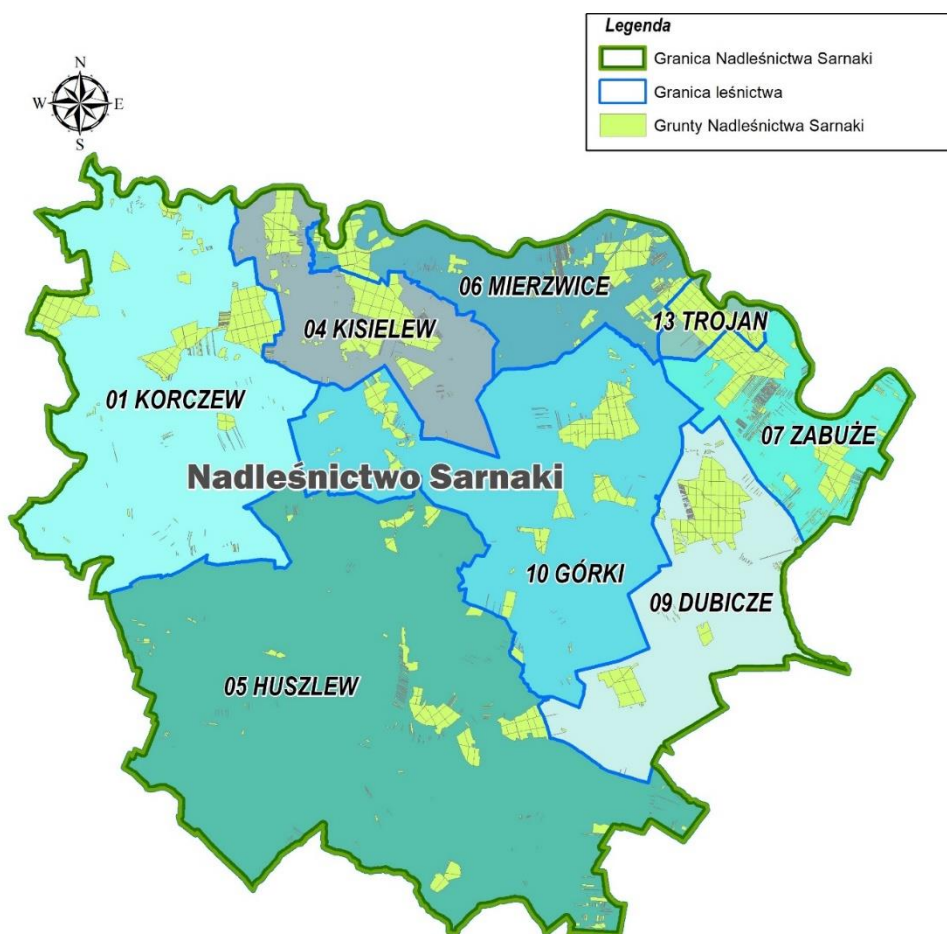 Legenda
Granica Nadleśnictwa Sarnaki
Granica leśnictwa
Grunty Nadleśnictwa Sarnaki
N
W E
S
06 MIERZWICE
13 TROJAN
04 KISIELEW
01 KORCZEW
07 ZABUŻE
Nadleśnictwo Sarnaki
10 GÓRKI
09 DUBICZE
05 HUSZLEW